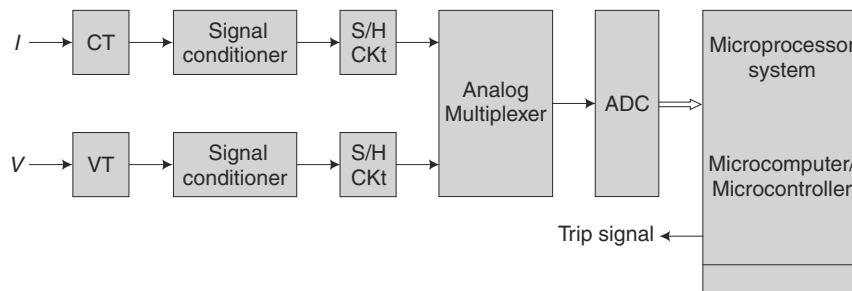 I
CT
Signal
conditioner
S/H
CKt
V
VT
Signal
conditioner
S/H
CKt
Analog
Multiplexer
ADC
Microprocessor
system
Microcomputer/
Microcontroller
Trip signal